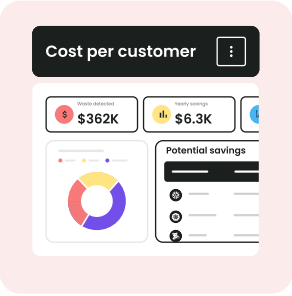 Cost per customer
Waste detected
$362K
Yearly savings
$6.3K
Potential savings